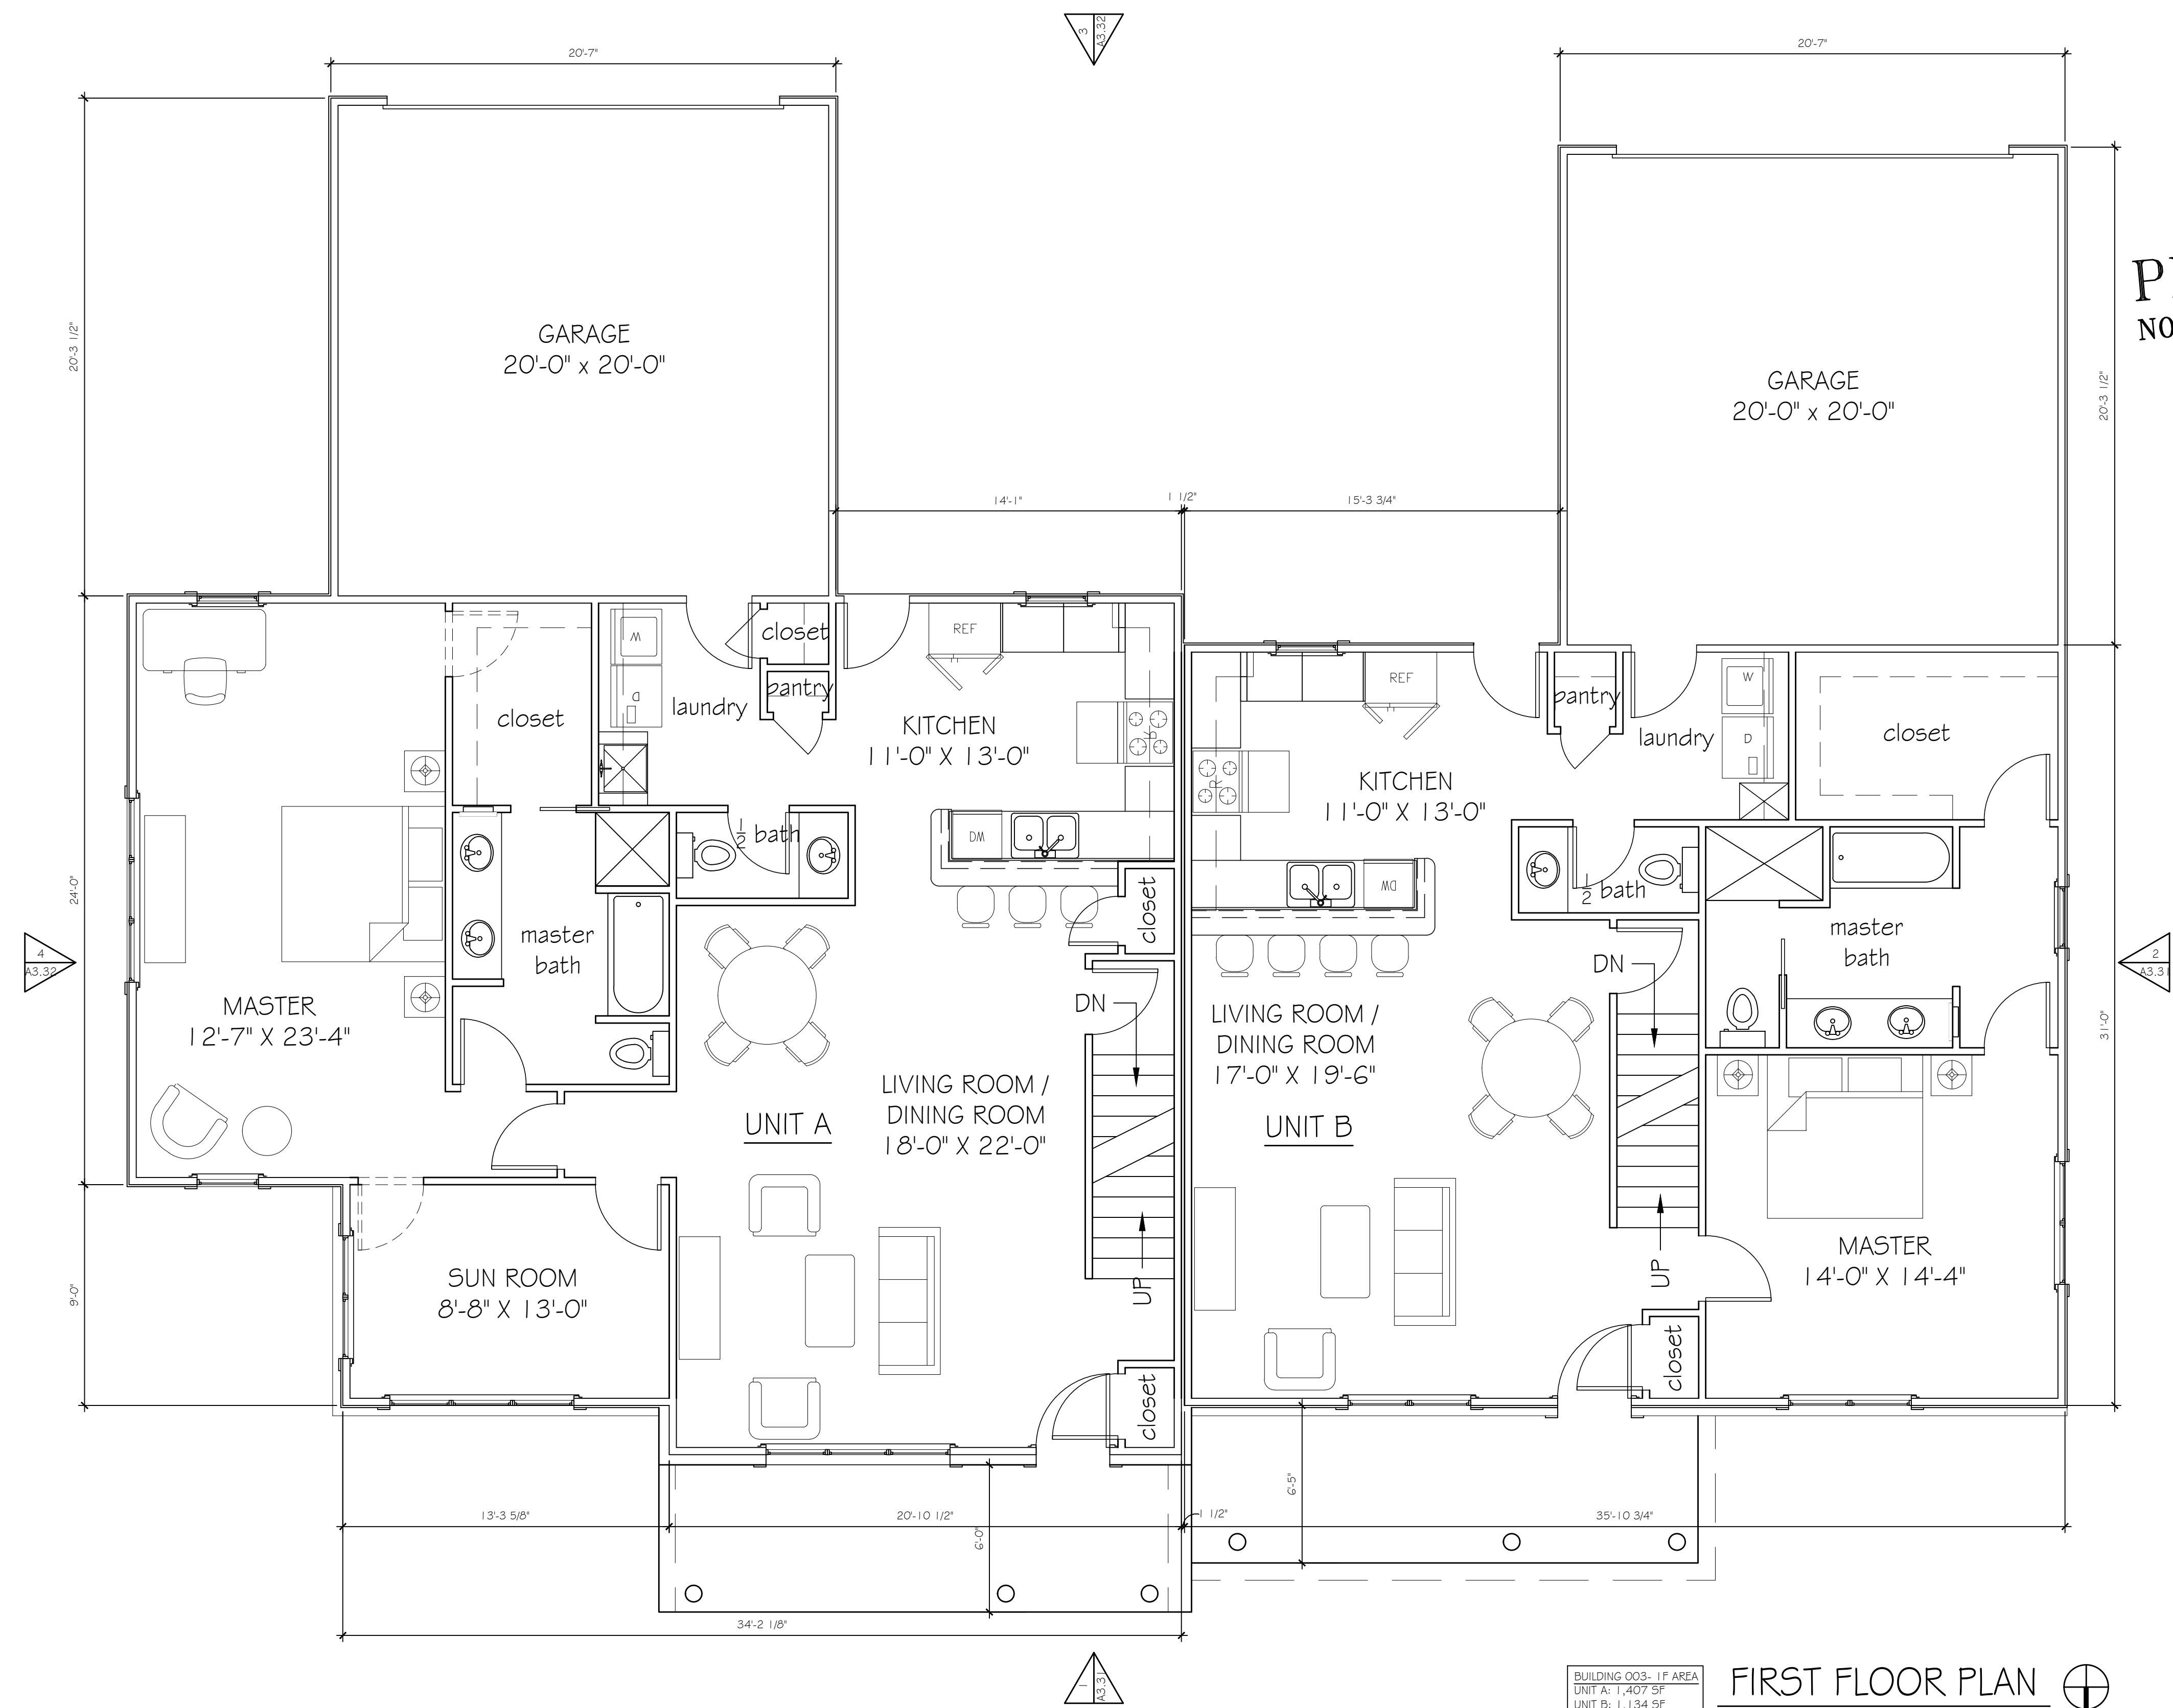 3
A3.32
20'-7"
20'-7"
GARAGE
20'-0" x 20'-0"
20'-3 1/2"
GARAGE
20'-0" x 20'-0"
20'-3 1/2"
NO
14'-1"
1 1/2"
15'-3 3/4"
closet
W
D
laundry
pantry
closet
REF
KITCHEN
11'-0" X 13'-0"
R
DW
1/2 bath
closet
master
bath
MASTER
12'-7" X 23'-4"
24'-0"
4
A3.32
REF
pantry
KITCHEN
11'-0" X 13'-0"
R
DW
laundry
W
D
closet
1/2 bath
master
bath
DN
DN
2
A3.31
31'-0"
LIVING ROOM /
DINING ROOM
17'-0" X 19'-6"
UNIT B
LIVING ROOM /
DINING ROOM
18'-0" X 22'-0"
UNIT A
SUN ROOM
8'-8" X 13'-0"
9'-0"
UP
UP
MASTER
14'-0" X 14'-4"
closet
closet
13'-3 5/8"
20'-10 1/2"
6'-0"
1 1/2"
6'-5"
35'-10 3/4"
34'-2 1/8"
1
A3.31
BUILDING 003- 1F AREA
UNIT A: 1,407 SF
UNIT B: 1,134 SF
FIRST FLOOR PLAN